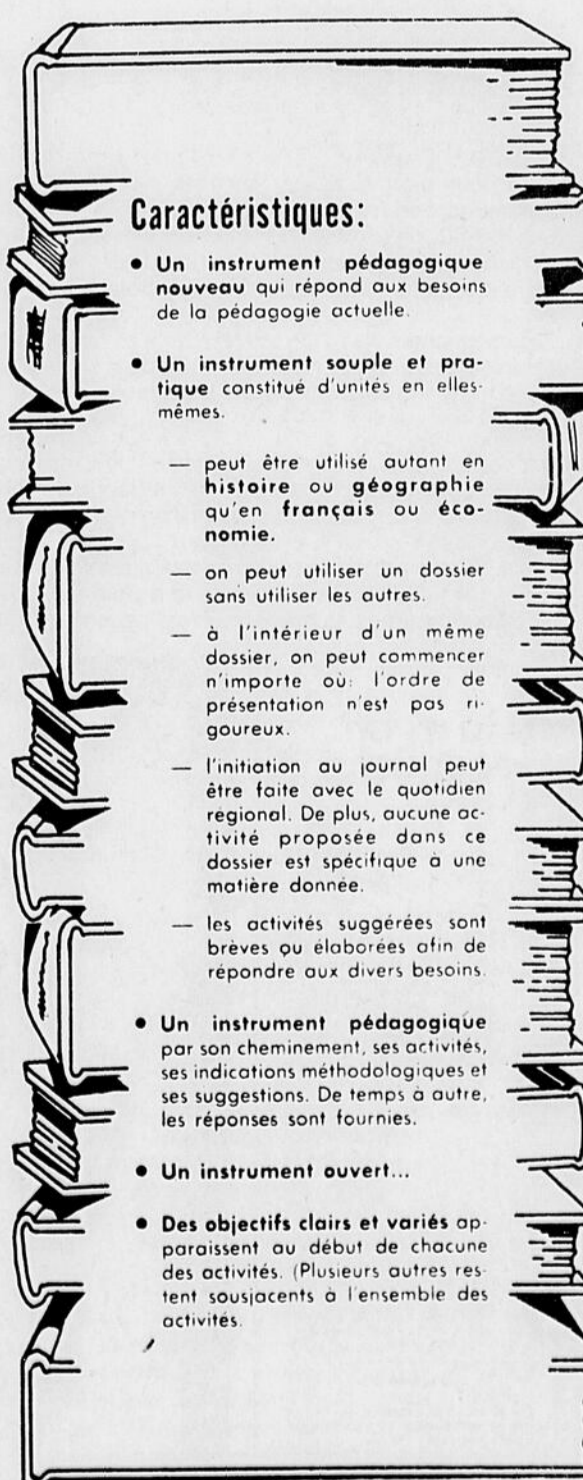 Caractéristiques:
• Un instrument pédagogique
nouveau qui répond aux besoins
de la pédagogie actuelle.
• Un instrument souple et pra-
tique constitué d'unités en elles-
mêmes.
— peut être utilisé autant en
histoire ou géographie
qu'en français ou éco-
nomie.
— on peut utiliser un dossier
sans utiliser les autres.
— à l'intérieur d'un même
dossier, on peut commencer
n'importe où: l'ordre de
présentation n'est pas ri-
goureux.
— l'initiation au journal peut
être faite avec le quotidien
régional. De plus, aucune ac-
tivité proposée dans ce
dossier est spécifique à une
matière donnée.
— les activités suggérées sont
brèves ou élaborées afin de
répondre aux divers besoins.
• Un instrument pédagogique
par son cheminement, ses activités,
ses indications méthodologiques et
ses suggestions. De temps à autre,
les réponses sont fournies.
• Un instrument ouvert...
• Des objectifs clairs et variés ap-
paraissent au début de chacune
des activités. (Plusieurs autres res-
tent sousjacents à l'ensemble des
activités.